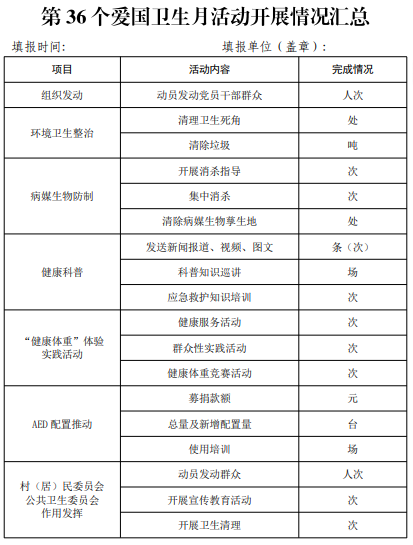 第 36 个爱国卫生月活动开展情况汇总
填报时间: 填报单位（盖章）:
项目 活动内容 完成情况
组织发动 动员发动党员干部群众 人次
环境卫生整治 清理卫生死角 处
清除垃圾 吨
病媒生物防制 开展消杀指导 次
集中消杀 次
清除病媒生物孳生地 处
健康科普 发送新闻报道、视频、图文 条（次）
科普知识巡讲 场
应急救护知识培训 次
“健康体重”体验
实践活动 健康服务活动 次
群众性实践活动 次
健康体重竞赛活动 次
AED 配置推动 募捐款额 元
总量及新增配置量 台
使用培训 场
村（居）民委员会
公共卫生委员会
作用发挥 动员发动群众 人次
开展宣传教育活动 次
开展卫生清理 次